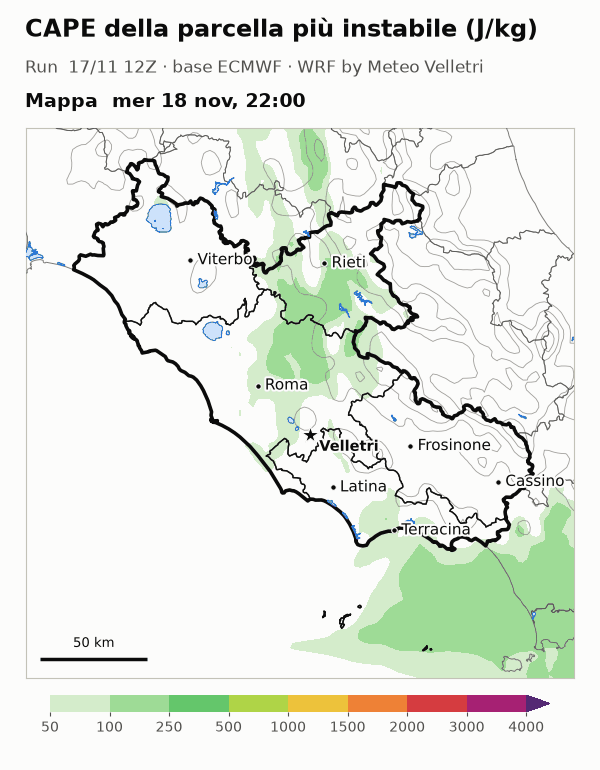 CAPE della parcella più instabile (J/kg)
Run  17/11 12Z · base ECMWF · WRF by Meteo Velletri
Mappa  mer 18 nov, 22:00
Viterbo
Rieti
Roma
Velletri
Frosinone
Latina
Cassino
Terracina
50 km
50 100 250 500 1000 1500 2000 3000 4000